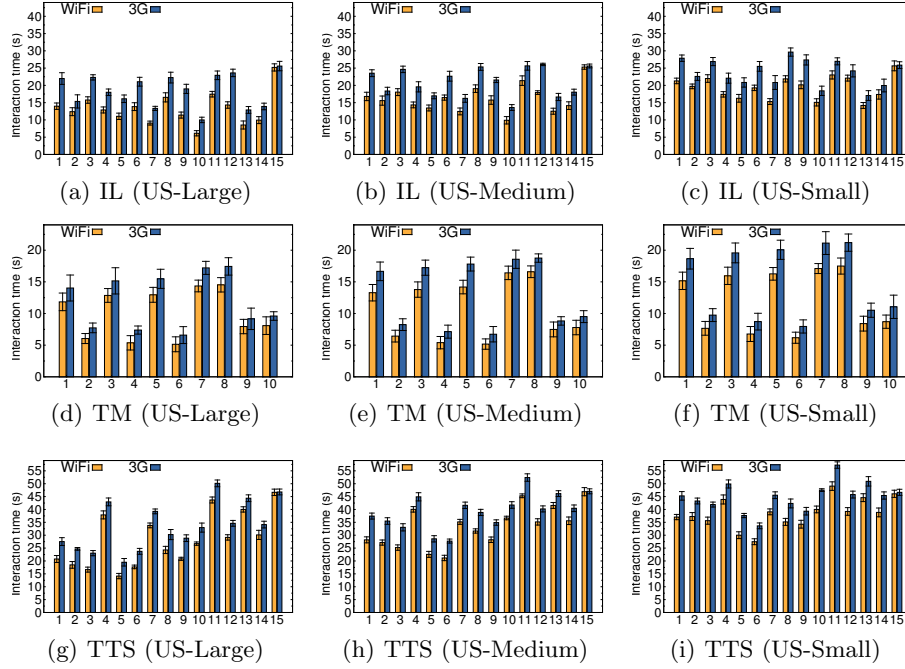 WiFi 3G
Interaction time (s)
40
35
30
25
20
15
10
5
0
1 2 3 4 5 6 7 8 9 10 11 12 13 14 15
(a) IL (US-Large)
WiFi 3G
Interaction time (s)
40
35
30
25
20
15
10
5
0
1 2 3 4 5 6 7 8 9 10 11 12 13 14 15
(b) IL (US-Medium)
WiFi 3G
Interaction time (s)
40
35
30
25
20
15
10
5
0
1 2 3 4 5 6 7 8 9 10 11 12 13 14 15
(c) IL (US-Small)
WiFi 3G
Interaction time (s)
20
15
10
5
0
1 2 3 4 5 6 7 8 9 10
(d) TM (US-Large)
WiFi 3G
Interaction time (s)
20
15
10
5
0
1 2 3 4 5 6 7 8 9 10
(e) TM (US-Medium)
WiFi 3G
Interaction time (s)
20
15
10
5
0
1 2 3 4 5 6 7 8 9 10
(f) TM (US-Small)
WiFi 3G
Interaction time (s)
55
50
45
40
35
30
25
20
15
10
5
0
1 2 3 4 5 6 7 8 9 10 11 12 13 14 15
(g) TTS (US-Large)
WiFi 3G
Interaction time (s)
55
50
45
40
35
30
25
20
15
10
5
0
1 2 3 4 5 6 7 8 9 10 11 12 13 14 15
(h) TTS (US-Medium)
WiFi 3G
Interaction time (s)
55
50
45
40
35
30
25
20
15
10
5
0
1 2 3 4 5 6 7 8 9 10 11 12 13 14 15
(i) TTS (US-Small)